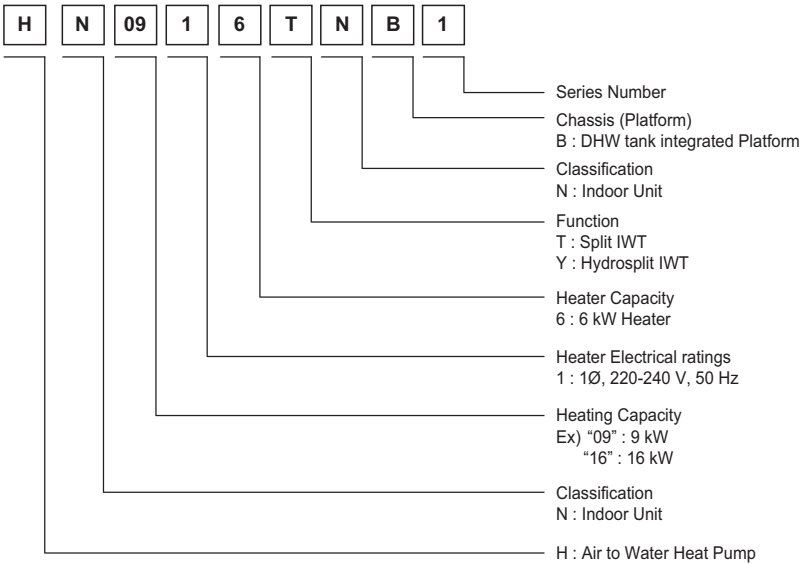 H N 09 1 6 T N B 1
Series Number
Chassis (Platform)
B : DHW tank integrated Platform
Classification
N : Indoor Unit
Function
T : Split IWT
Y : Hydrosplit IWT
Heater Capacity
6 : 6 kW Heater
Heater Electrical ratings
1 : 1Ø, 220-240 V, 50 Hz
Heating Capacity
Ex) “09” : 9 kW
“16” : 16 kW
Classification
N : Indoor Unit
H : Air to Water Heat Pump